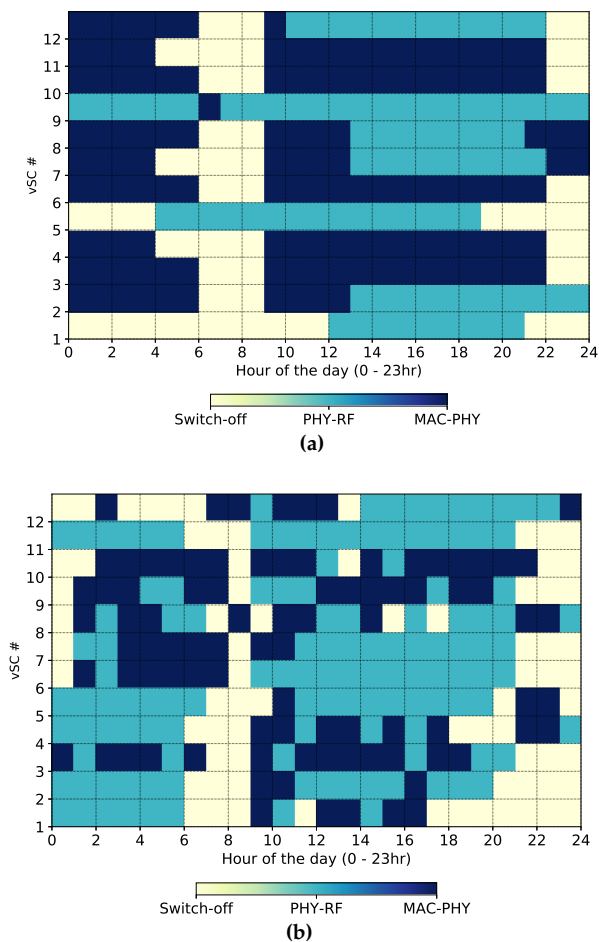 12
11
10
9
8
7
6
5
4
3
2
1
vSC #
0 2 4 6 8 10 12 14 16 18 20 22 24
Hour of the day (0 - 23hr)
Switch-off PHY-RF MAC-PHY
(a)
12
11
10
9
8
7
6
5
4
3
2
1
vSC #
0 2 4 6 8 10 12 14 16 18 20 22 24
Hour of the day (0 - 23hr)
Switch-off PHY-RF MAC-PHY
(b)